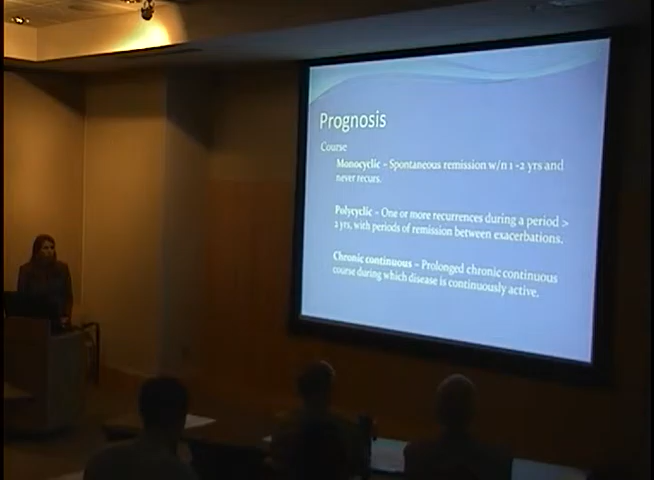 Prognosis
Course
Monocyclic – Spontaneous remission w/n 1 -2 yrs and
never recurs.
Polycyclic – One or more recurrences during a period >
2 yrs, with periods of remission between exacerbations.
Chronic continuous – Prolonged chronic continuous
course during which disease is continuously active.